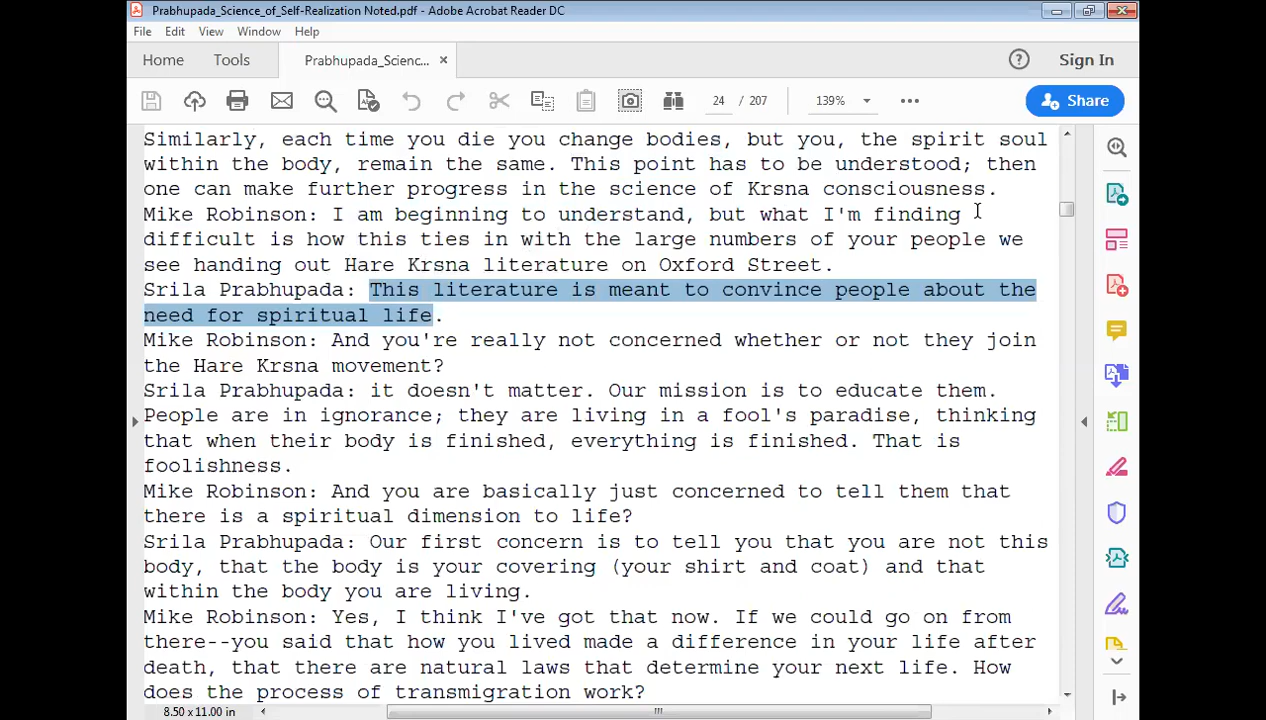 Prabhupada_Science_of_Self-Realization Noted.pdf - Adobe Acrobat Reader DC
File Edit View Window Help
Home Tools Prabhupada_Scienc... × ? Sign In
24 / 207 139% Share
Similarly, each time you die you change bodies, but you, the spirit soul
within the body, remain the same. This point has to be understood; then
one can make further progress in the science of Krsna consciousness.
Mike Robinson: I am beginning to understand, but what I'm finding
difficult is how this ties in with the large numbers of your people we
see handing out Hare Krsna literature on Oxford Street.
Srila Prabhupada: This literature is meant to convince people about the
need for spiritual life.
Mike Robinson: And you're really not concerned whether or not they join
the Hare Krsna movement?
Srila Prabhupada: it doesn't matter. Our mission is to educate them.
People are in ignorance; they are living in a fool's paradise, thinking
that when their body is finished, everything is finished. That is
foolishness.
Mike Robinson: And you are basically just concerned to tell them that
there is a spiritual dimension to life?
Srila Prabhupada: Our first concern is to tell you that you are not this
body, that the body is your covering (your shirt and coat) and that
within the body you are living.
Mike Robinson: Yes, I think I've got that now. If we could go on from
there--you said that how you lived made a difference in your life after
death, that there are natural laws that determine your next life. How
does the process of transmigration work?
8.50 x 11.00 in